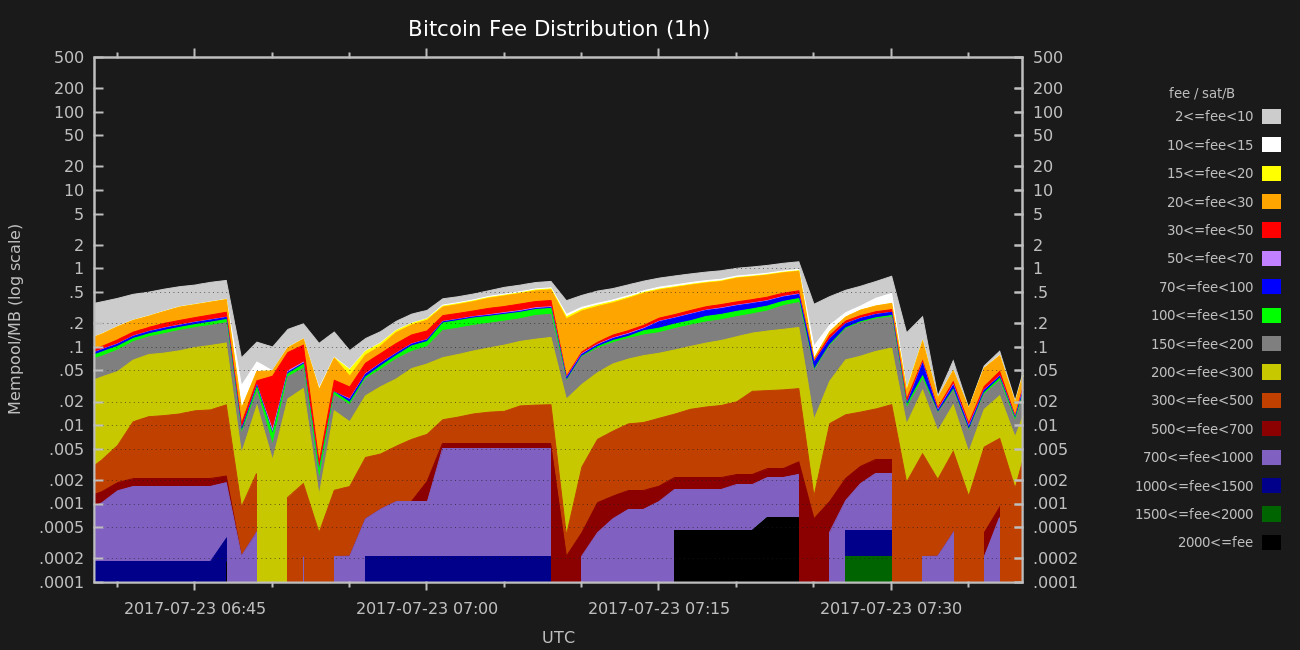 Bitcoin Fee Distribution (1h)
500 500
200 200
100 100
50 50
20 20
10 10
5 5
2 2
1 1
.5 .5
.2 .2
.1 .1
.05 .05
.02 .02
.01 .01
.005 .005
.002 .002
.001 .001
.0005 .0005
.0002 .0002
.0001 .0001
Mempool/MB (log scale)
2017-07-23 06:45 2017-07-23 07:00 2017-07-23 07:15 2017-07-23 07:30
UTC
fee / sat/B
2<=fee<10
10<=fee<15
15<=fee<20
20<=fee<30
30<=fee<50
50<=fee<70
70<=fee<100
100<=fee<150
150<=fee<200
200<=fee<300
300<=fee<500
500<=fee<700
700<=fee<1000
1000<=fee<1500
1500<=fee<2000
2000<=fee